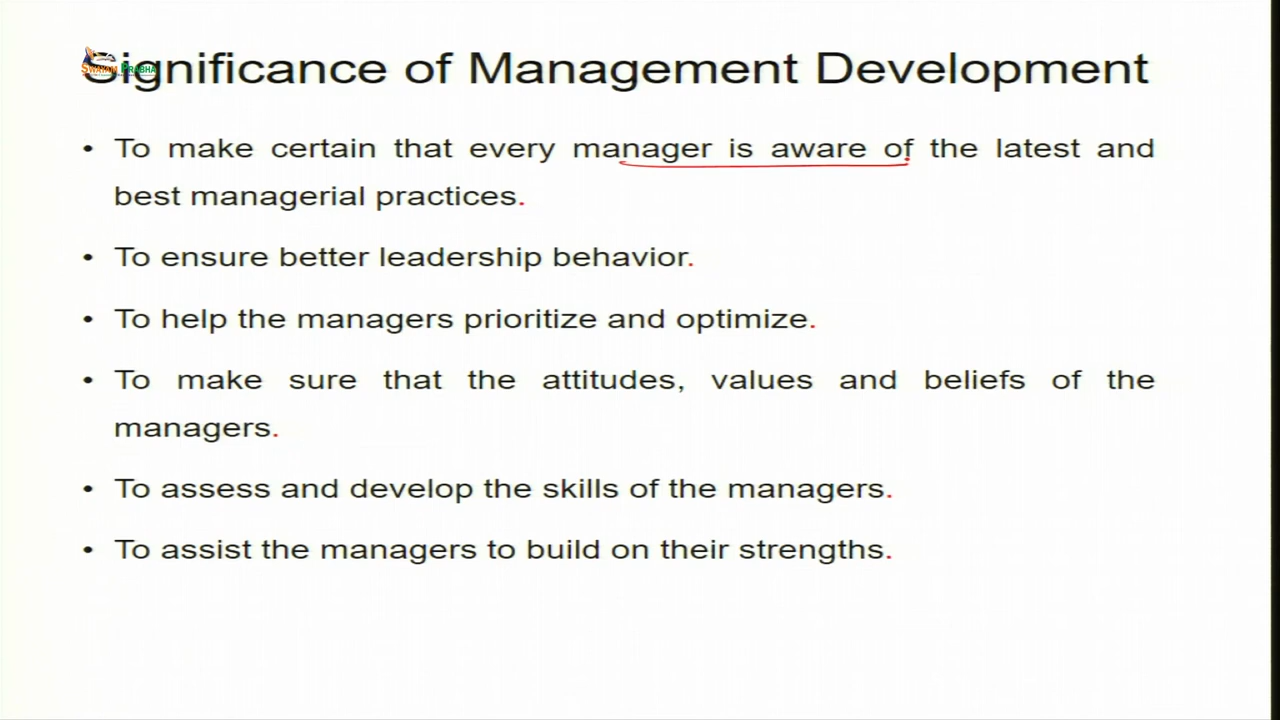 Significance of Management Development
SWAYAM PRABHA
• To make certain that every manager is aware of the latest and
best managerial practices.
• To ensure better leadership behavior.
• To help the managers prioritize and optimize.
• To make sure that the attitudes, values and beliefs of the
managers.
• To assess and develop the skills of the managers.
• To assist the managers to build on their strengths.